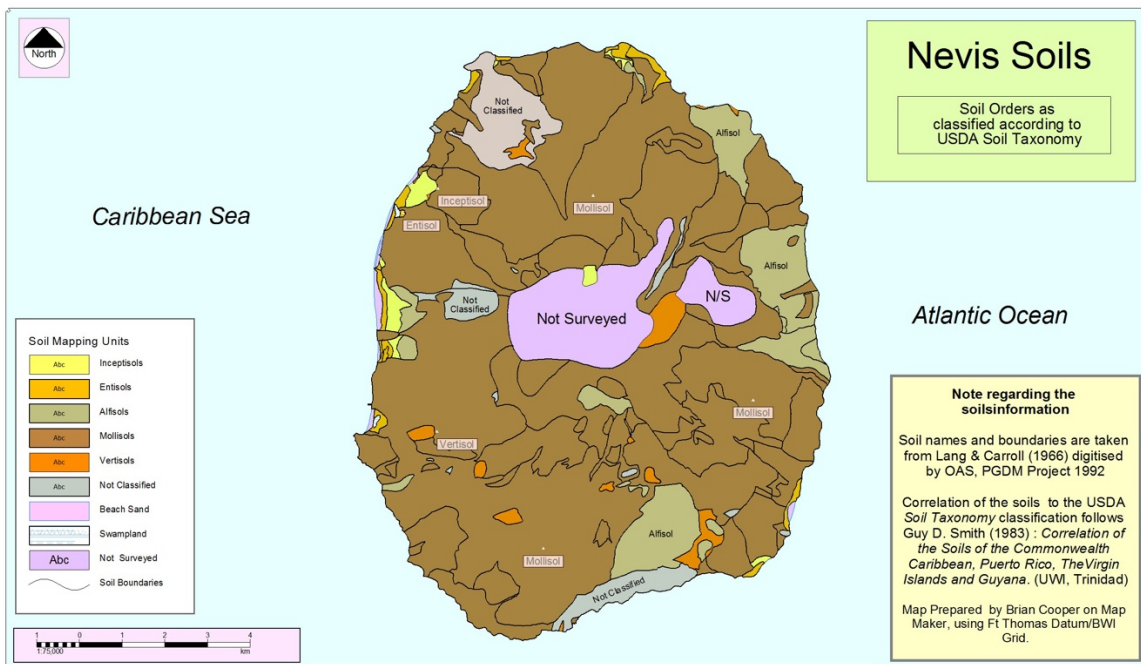 North
Nevis Soils
Soil Orders as
classified according to
USDA Soil Taxonomy
Not
Classified
Alfisol
Inceptisol
Mollisol
Entisol
Caribbean Sea
Alfisol
Not
Classified
Not Surveyed
N/S
Atlantic Ocean
Mollisol
Vertisol
Alfisol
Mollisol
Not Classified
Soil Mapping Units
Abc Inceptisols
Abc Entisols
Abc Alfisols
Abc Mollisols
Abc Vertisols
Abc Not Classified
Beach Sand
Swampland
Abc Not Surveyed
Soil Boundaries
1 0 1 2 3 4
1:75,000 km
Note regarding the
soilsinformation
Soil names and boundaries are taken
from Lang & Carroll (1966) digitised
by OAS, PGDM Project 1992
Correlation of the soils to the USDA
Soil Taxonomy classification follows
Guy D. Smith (1983) : Correlation of
the Soils of the Commonwealth
Caribbean, Puerto Rico, TheVirgin
Islands and Guyana. (UWI, Trinidad)
Map Prepared by Brian Cooper on Map
Maker, using Ft Thomas Datum/BWI
Grid.